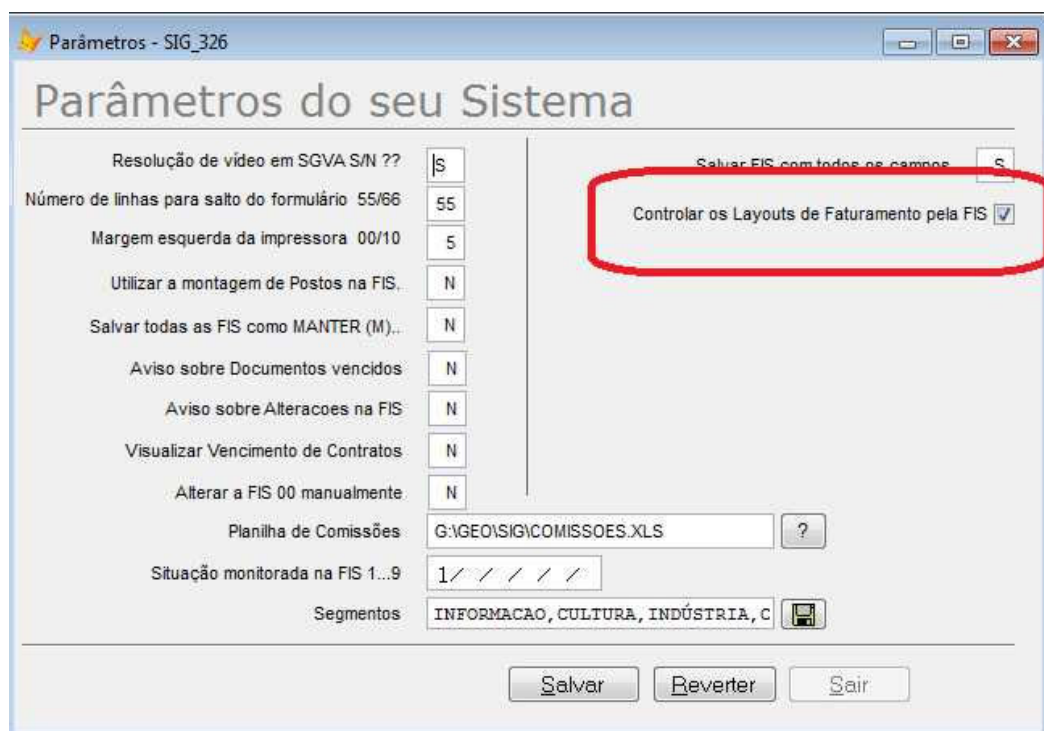 Parâmetros - SIG_326
Parâmetros do seu Sistema
Resolução de vídeo em SGVA S/N ?? S
Salvar FIS com todos os campos S
Número de linhas para salto do formulário 55/66 55
Controlar os Layouts de Faturamento pela FIS
Margem esquerda da impressora 00/10 5
Utilizar a montagem de Postos na FIS. N
Salvar todas as FIS como MANTER (M).. N
Aviso sobre Documentos vencidos N
Aviso sobre Alteracoes na FIS N
Visualizar Vencimento de Contratos N
Alterar a FIS 00 manualmente N
Planilha de Comissões G:\GEO\SIG\COMISSOES.XLS ?
Situação monitorada na FIS 1...9 1/ / / / /
Segmentos INFORMACAO,CULTURA,INDÚSTRIA,C
Salvar Reverter Sair